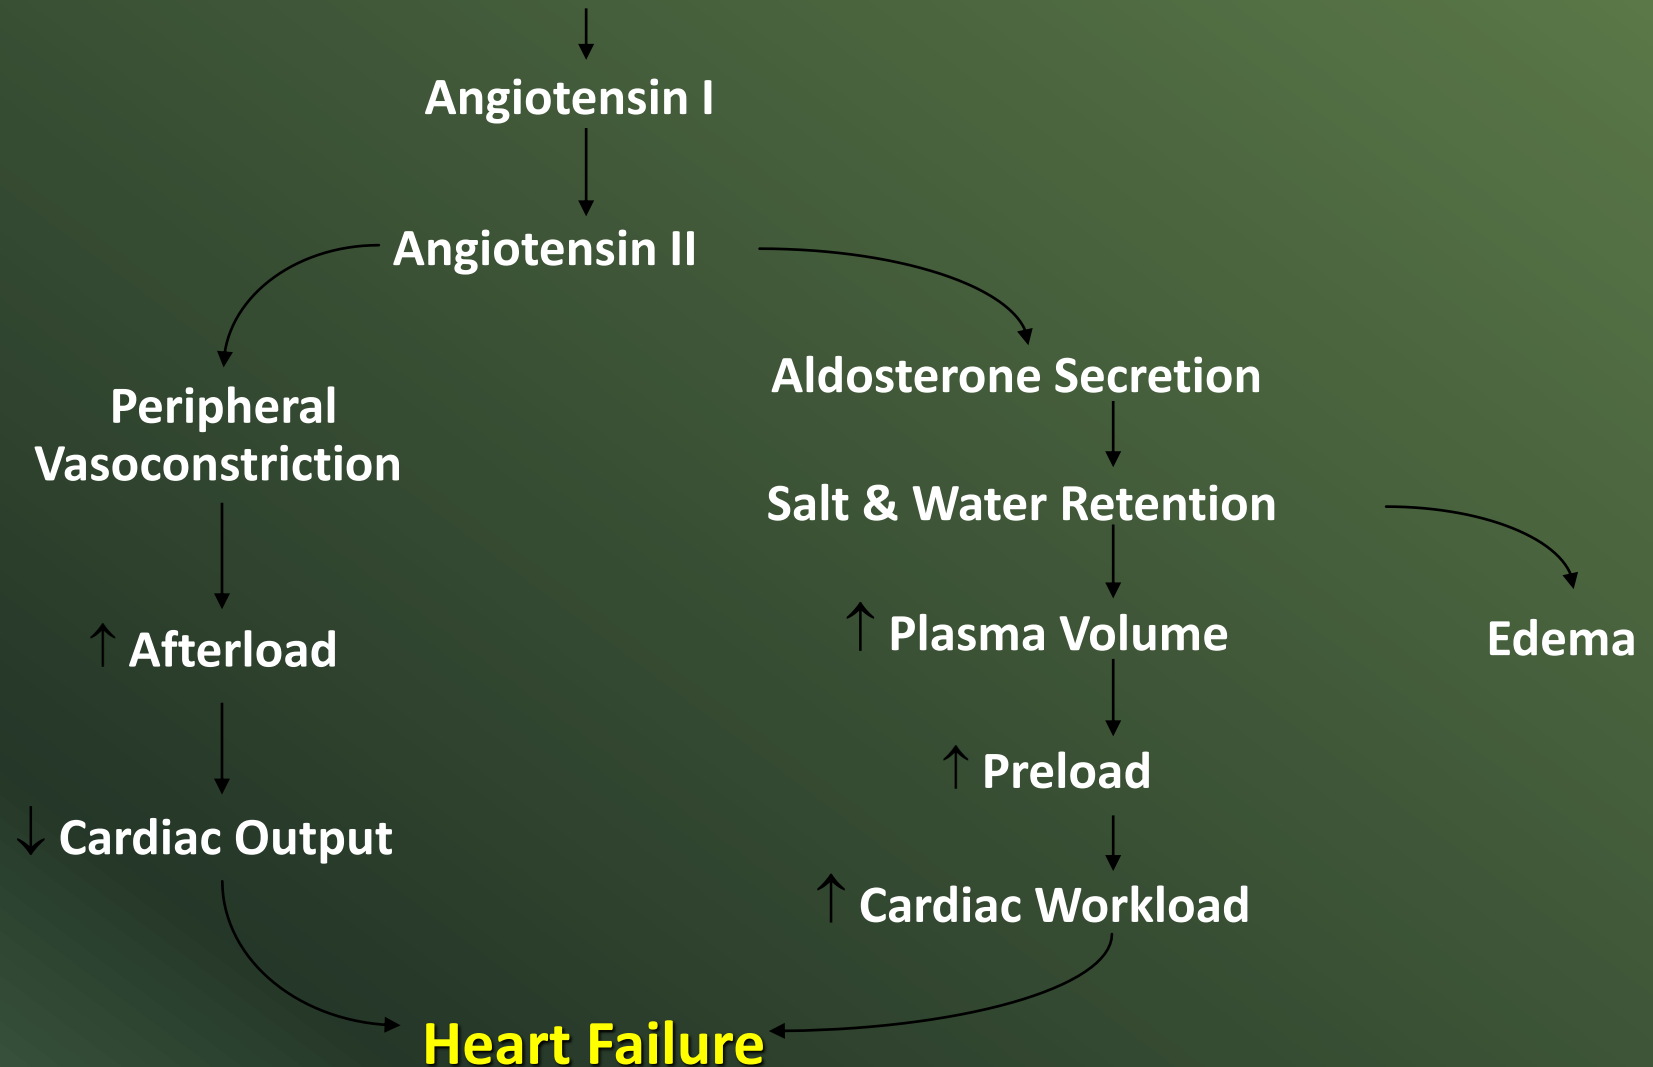 Angiotensin I
Angiotensin II
Peripheral
Vasoconstriction
↑ Afterload
↓ Cardiac Output
Aldosterone Secretion
Salt & Water Retention
↑ Plasma Volume
Edema
↑ Preload
↑ Cardiac Workload
Heart Failure